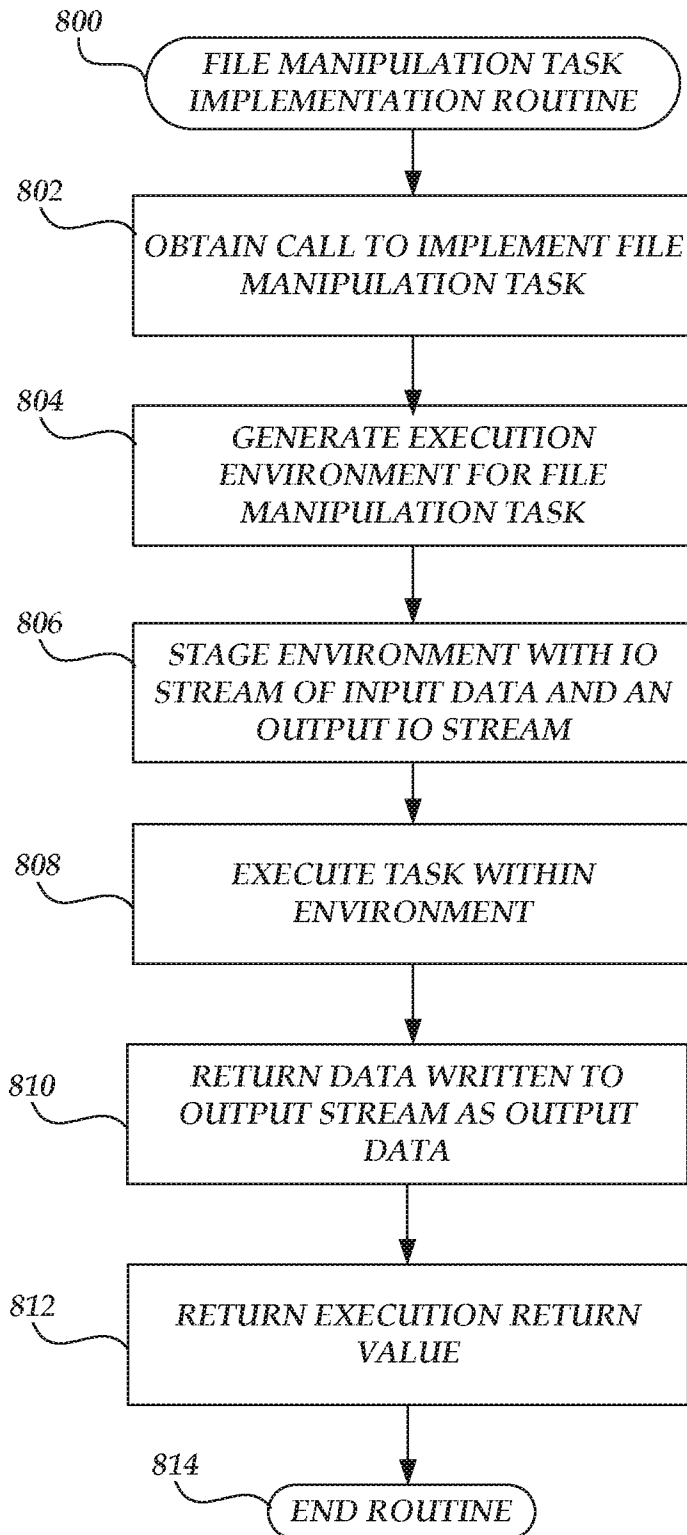 800
FILE MANIPULATION TASK
IMPLEMENTATION ROUTINE
802
OBTAIN CALL TO IMPLEMENT FILE
MANIPULATION TASK
804
GENERATE EXECUTION
ENVIRONMENT FOR FILE
MANIPULATION TASK
806
STAGE ENVIRONMENT WITH IO
STREAM OF INPUT DATA AND AN
OUTPUT IO STREAM
808
EXECUTE TASK WITHIN
ENVIRONMENT
810
RETURN DATA WRITTEN TO
OUTPUT STREAM AS OUTPUT
DATA
812
RETURN EXECUTION RETURN
VALUE
814
END ROUTINE